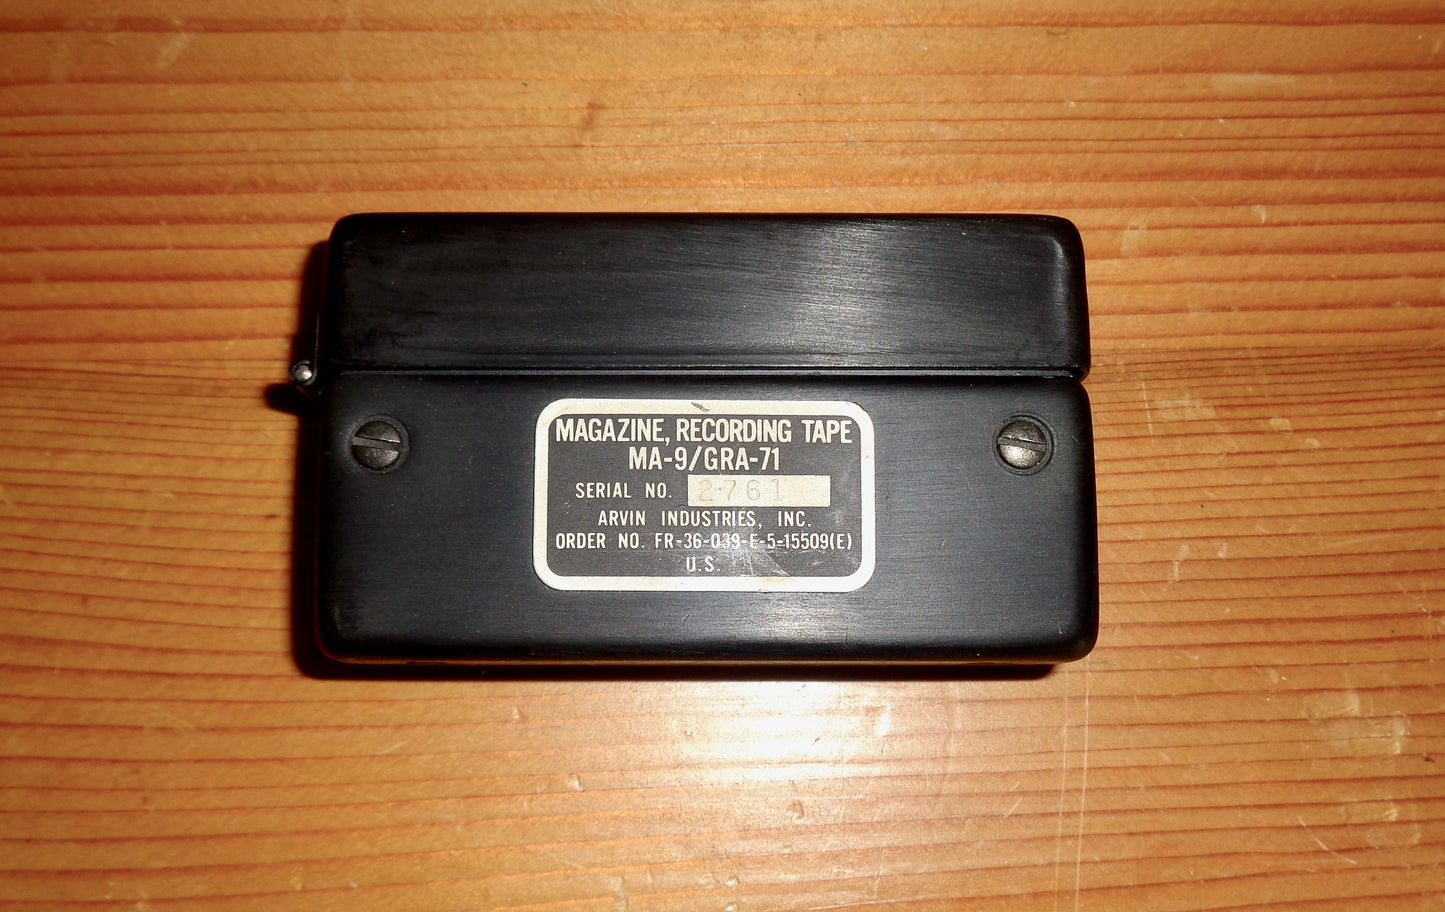 MAGAZINE, RECORDING TAPE
MA-9/GRA-71
SERIAL NO. 2761
ARVIN INDUSTRIES, INC.
ORDER NO. FR-36-039-E-5-15509(E)
U.S.